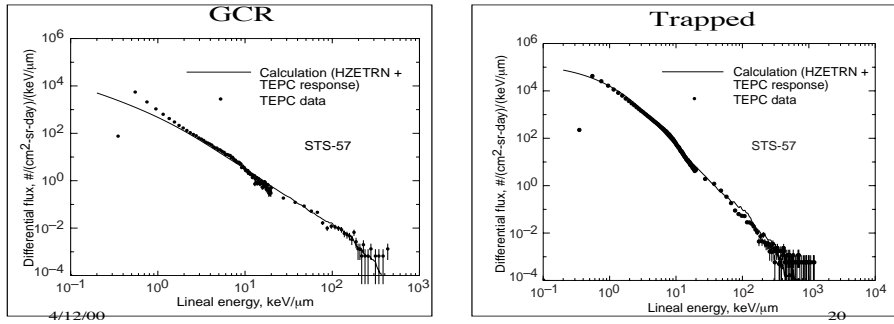 GCR
10^6
10^4
10^2
10^0
10^−2
10^−4
Differential flux, #/(cm2-sr-day)/(keV/μm)
Calculation (HZETRN +
TEPC response)
TEPC data
STS-57
10^−1
10^0
10^1
10^2
10^3
Lineal energy, keV/μm
Trapped
10^6
10^4
10^2
10^0
10^−2
10^−4
Differential flux, #/(cm2-sr-day)/(keV/μm)
Calculation (HZETRN +
TEPC response)
TEPC data
STS-57
10^−1
10^0
10^1
10^2
10^3
10^4
Lineal energy, keV/μm
4/12/00
20